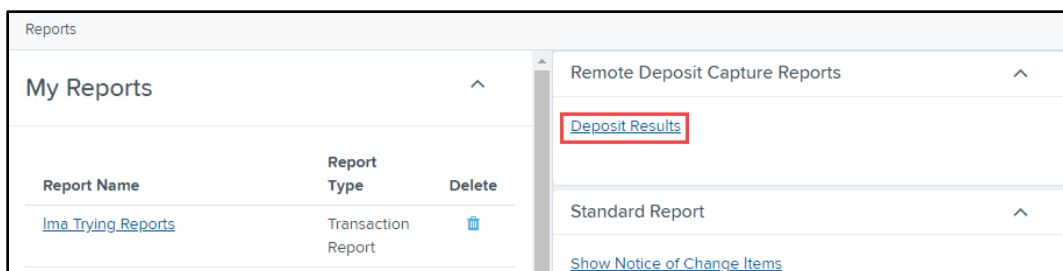 Reports
My Reports
Report Name
Report
Type
Delete
Ima Trying Reports
Transaction
Report
Remote Deposit Capture Reports
Deposit Results
Standard Report
Show Notice of Change Items